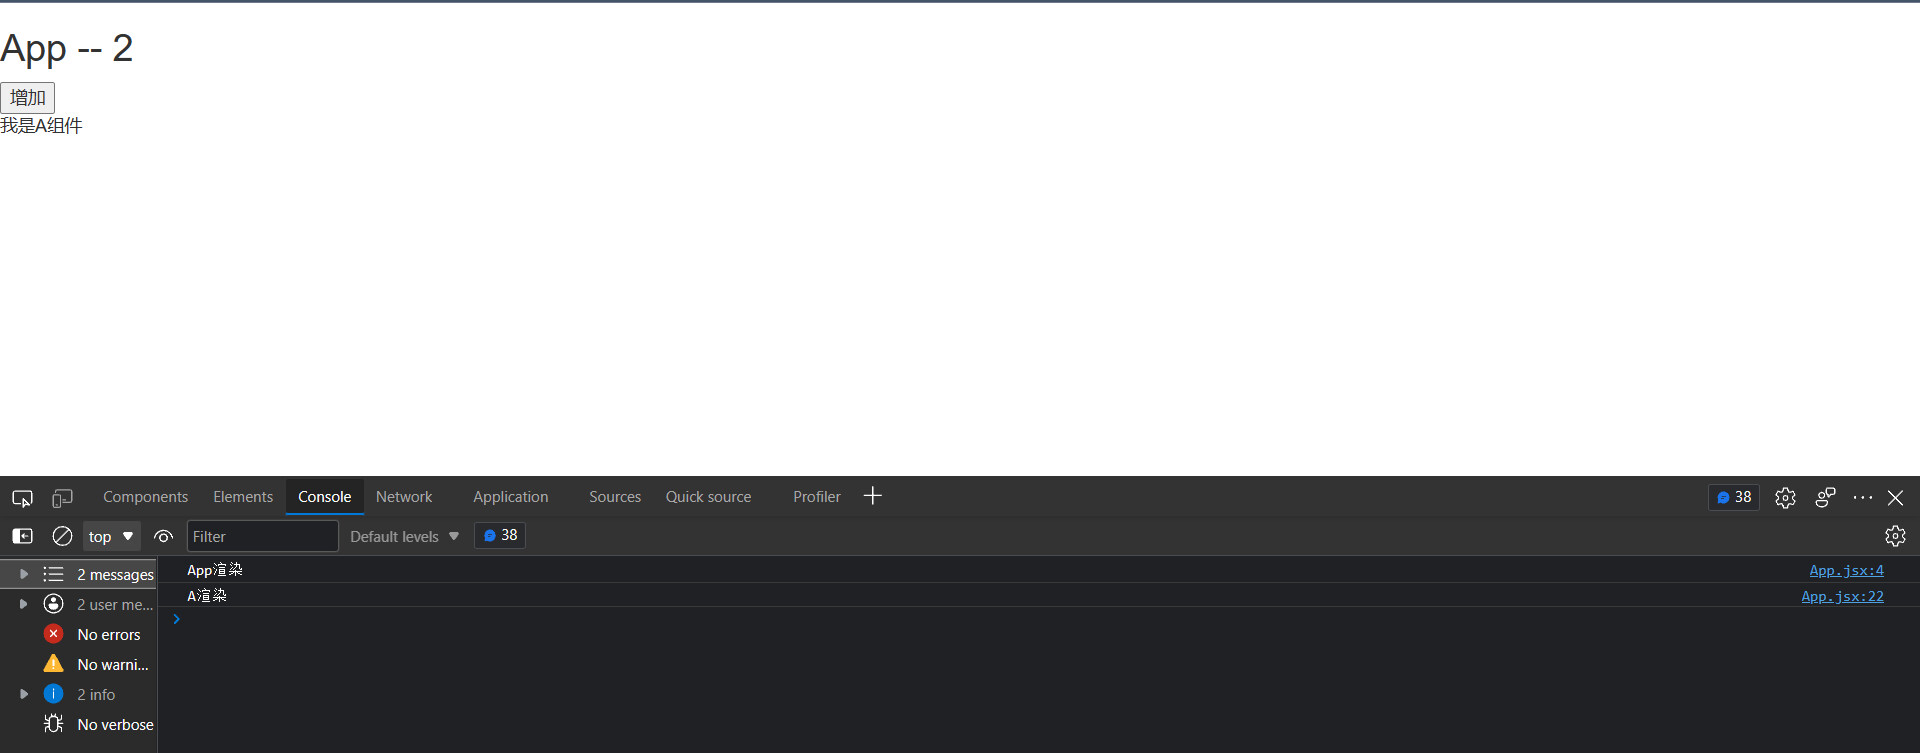 App -- 2
增加
我是A组件
Components Elements Console Network Application Sources Quick source Profiler 38
top Filter Default levels 38
2 messages
App渲染 App.jsx:4
2 user me...
A渲染 App.jsx:22
No errors
No warni...
2 info
No verbose